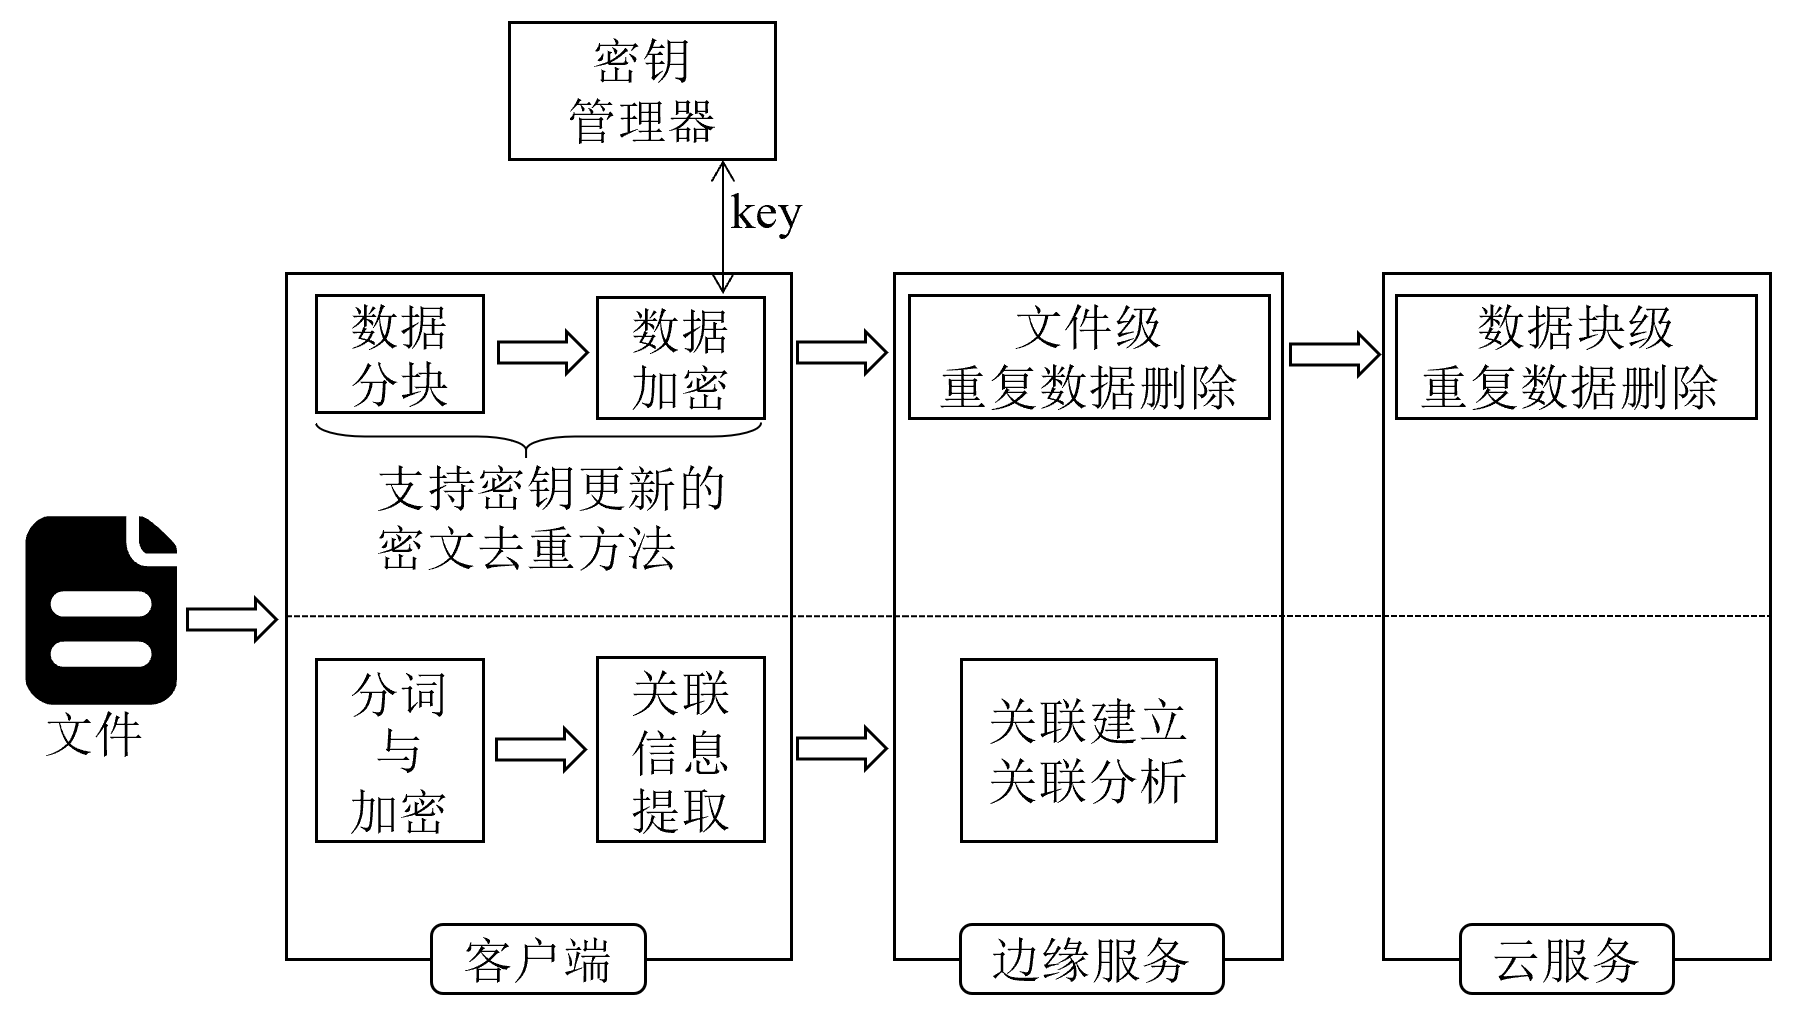 密钥
管理器
key
数据
分块
数据
加密
支持密钥更新的
密文去重方法
文件级
重复数据删除
数据块级
重复数据删除
文件
分词
与
加密
关联
信息
提取
关联建立
关联分析
客户端
边缘服务
云服务